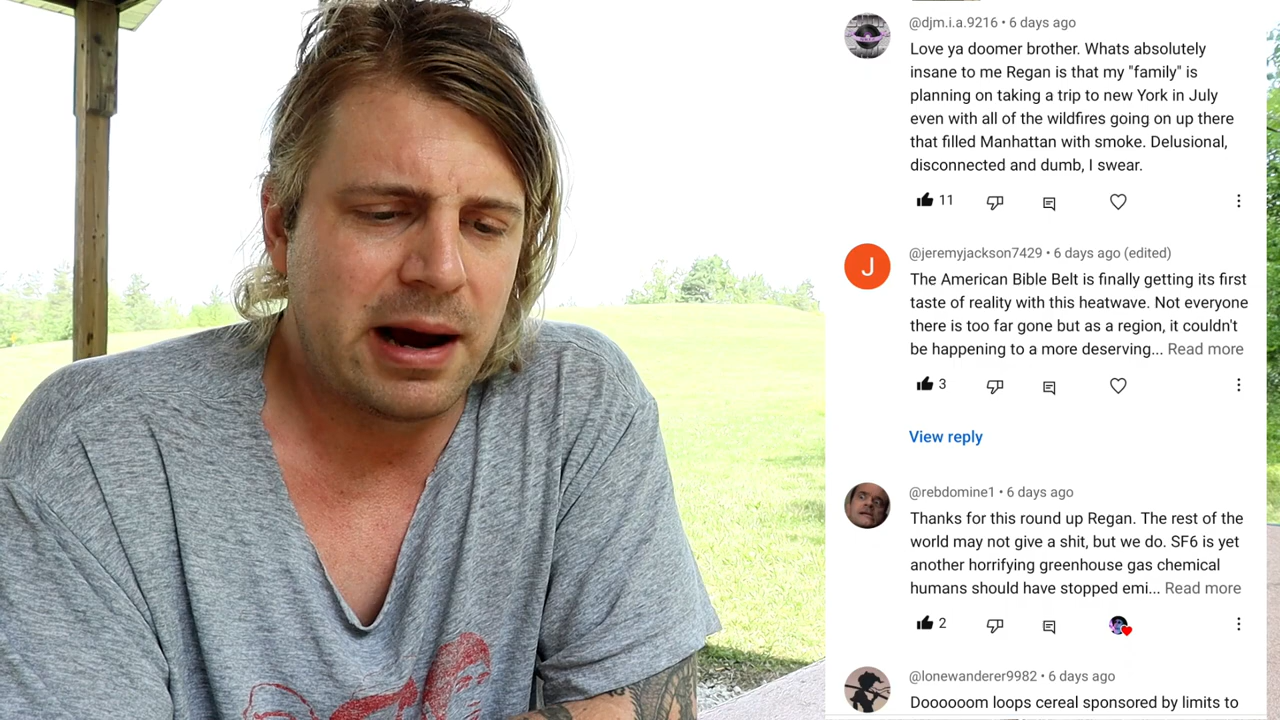 @djm.i.a.9216 • 6 days ago
Love ya doomer brother. Whats absolutely
insane to me Regan is that my "family" is
planning on taking a trip to new York in July
even with all of the wildfires going on up there
that filled Manhattan with smoke. Delusional,
disconnected and dumb, I swear.
11
J
@jeremyjackson7429 • 6 days ago (edited)
The American Bible Belt is finally getting its first
taste of reality with this heatwave. Not everyone
there is too far gone but as a region, it couldn't
be happening to a more deserving... Read more
3
View reply
@rebdomine1 • 6 days ago
Thanks for this round up Regan. The rest of the
world may not give a shit, but we do. SF6 is yet
another horrifying greenhouse gas chemical
humans should have stopped emi... Read more
2
@lonewanderer9982 • 6 days ago
Dooooooom loops cereal sponsored by limits to